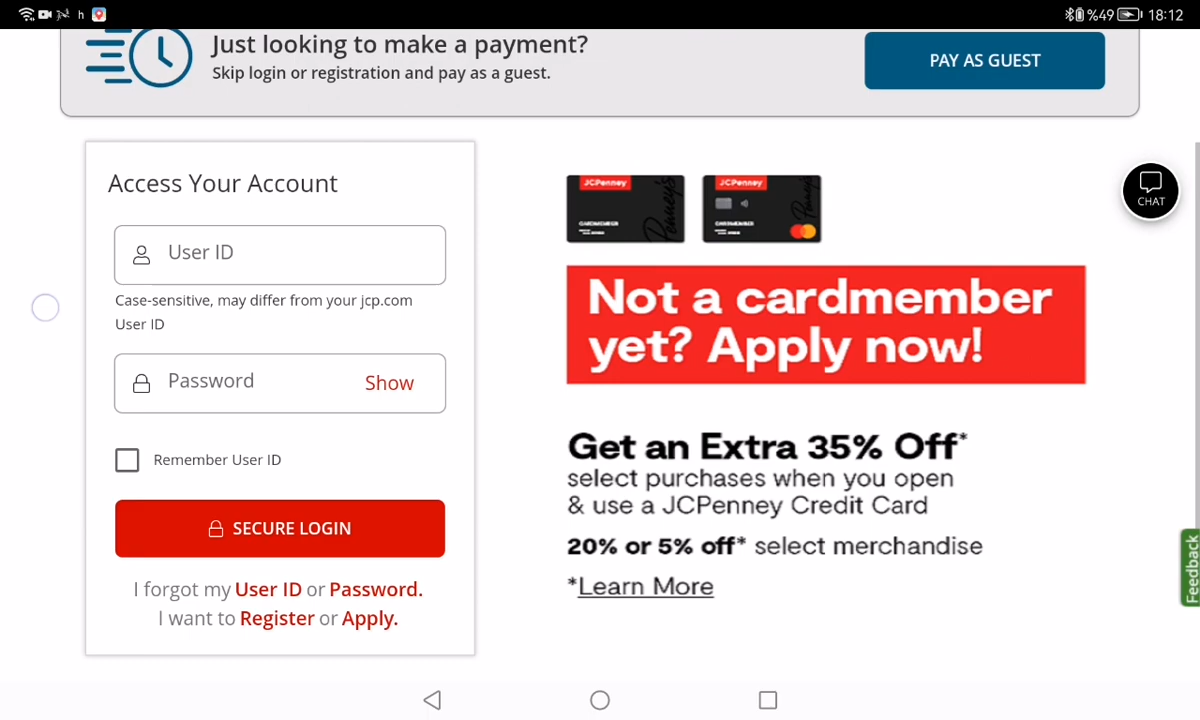 h %49 18:12
Just looking to make a payment?
Skip login or registration and pay as a guest.
PAY AS GUEST
Access Your Account
User ID
Case-sensitive, may differ from your jcp.com
User ID
Password Show
Remember User ID
SECURE LOGIN
I forgot my User ID or Password.
I want to Register or Apply.
JCPenney
Penney's
CARDMEMBER
JCPenney
Penney's
CARDMEMBER
Not a cardmember
yet? Apply now!
Get an Extra 35% Off*
select purchases when you open
& use a JCPenney Credit Card
20% or 5% off* select merchandise
*Learn More
CHAT
Feedback